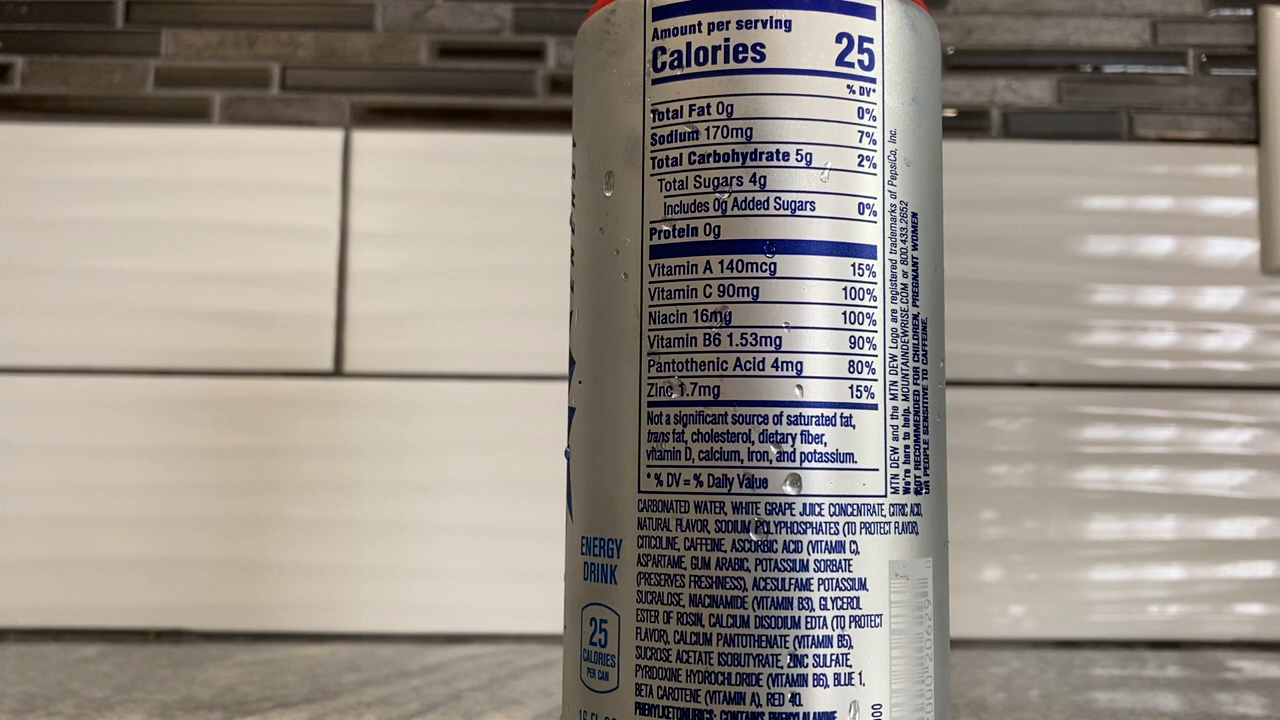 Amount per serving
Calories 25
% DV*
Total Fat 0g 0%
Sodium 170mg 7%
Total Carbohydrate 5g 2%
Total Sugars 4g
Includes 0g Added Sugars 0%
Protein 0g
Vitamin A 140mcg 15%
Vitamin C 90mg 100%
Niacin 16mg 100%
Vitamin B6 1.53mg 90%
Pantothenic Acid 4mg 80%
Zinc 1.7mg 15%
Not a significant source of saturated fat,
trans fat, cholesterol, dietary fiber,
vitamin D, calcium, iron, and potassium.
* % DV = % Daily Value
MTN DEW and the MTN DEW Logo are registered trademarks of PepsiCo, Inc.
We're here to help. MOUNTAINDEWRISE.COM or 800.433.2652
NOT RECOMMENDED FOR CHILDREN, PREGNANT WOMEN
OR PEOPLE SENSITIVE TO CAFFEINE.
CARBONATED WATER, WHITE GRAPE JUICE CONCENTRATE, CITRIC ACID,
NATURAL FLAVOR, SODIUM POLYPHOSPHATES (TO PROTECT FLAVOR),
CITICOLINE, CAFFEINE, ASCORBIC ACID (VITAMIN C),
ASPARTAME, GUM ARABIC, POTASSIUM SORBATE
(PRESERVES FRESHNESS), ACESULFAME POTASSIUM,
SUCRALOSE, NIACINAMIDE (VITAMIN B3), GLYCEROL
ESTER OF ROSIN, CALCIUM DISODIUM EDTA (TO PROTECT
FLAVOR), CALCIUM PANTOTHENATE (VITAMIN B5),
SUCROSE ACETATE ISOBUTYRATE, ZINC SULFATE,
PYRIDOXINE HYDROCHLORIDE (VITAMIN B6), BLUE 1,
BETA CAROTENE (VITAMIN A), RED 40.
PHENYLKETONURICS: CONTAINS PHENYLALANINE
ENERGY
DRINK
25
CALORIES
PER CAN